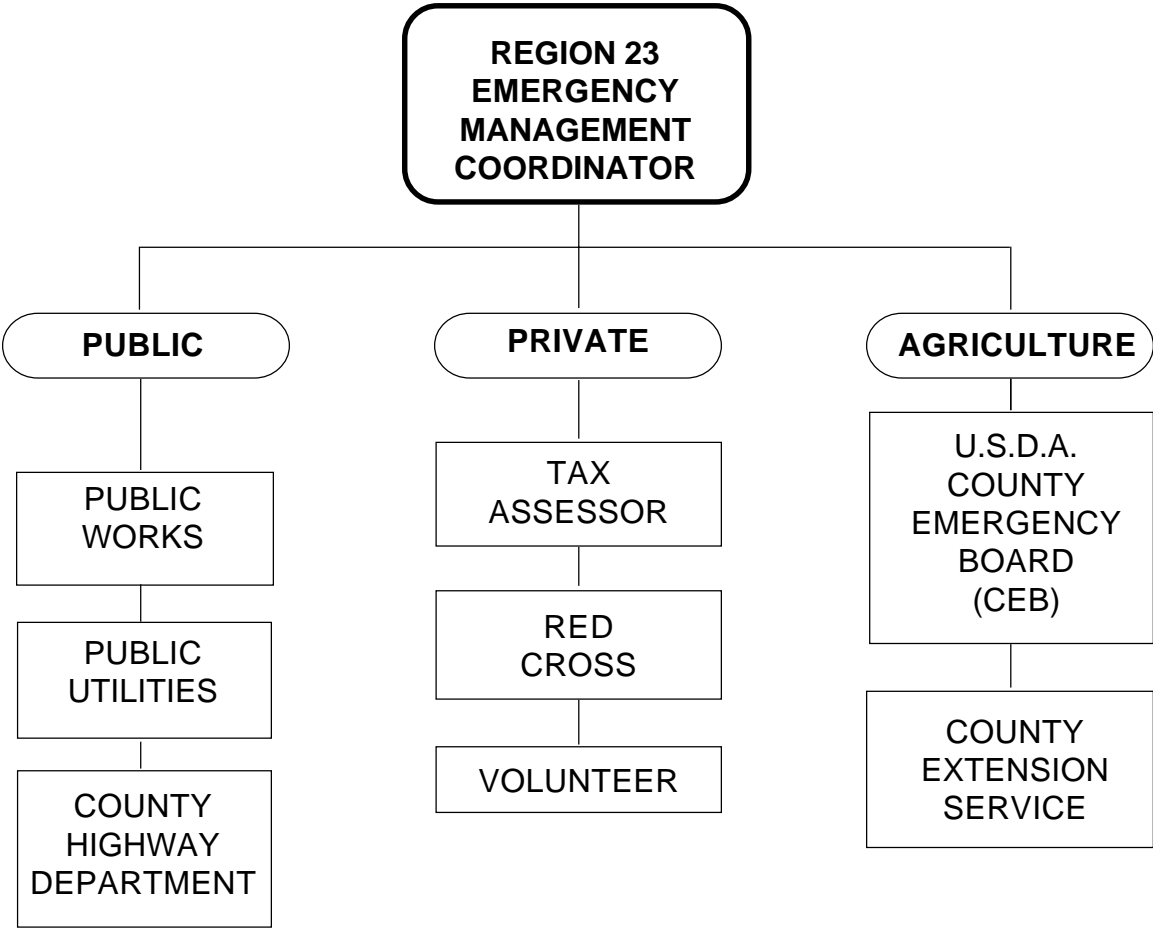 REGION 23
EMERGENCY
MANAGEMENT
COORDINATOR
PUBLIC
PRIVATE
AGRICULTURE
PUBLIC
WORKS
PUBLIC
UTILITIES
COUNTY
HIGHWAY
DEPARTMENT
TAX
ASSESSOR
RED
CROSS
VOLUNTEER
U.S.D.A.
COUNTY
EMERGENCY
BOARD
(CEB)
COUNTY
EXTENSION
SERVICE